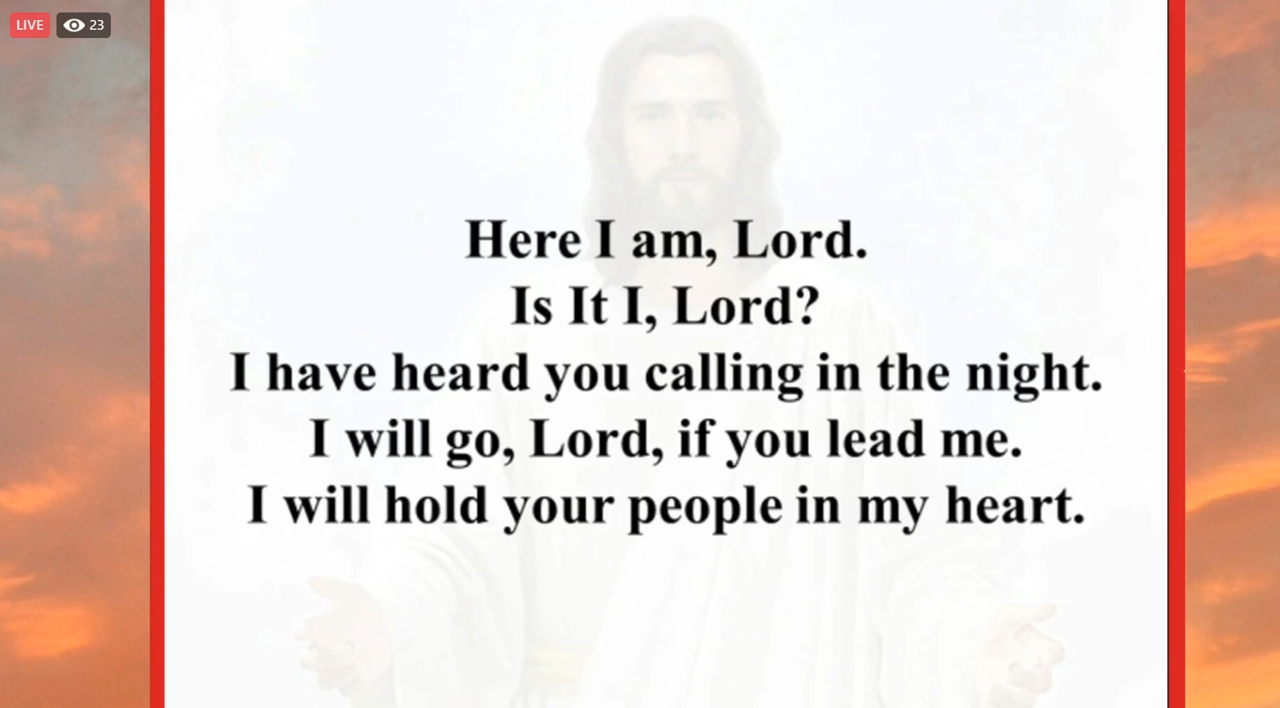 LIVE 23
Here I am, Lord.
Is It I, Lord?
I have heard you calling in the night.
I will go, Lord, if you lead me.
I will hold your people in my heart.